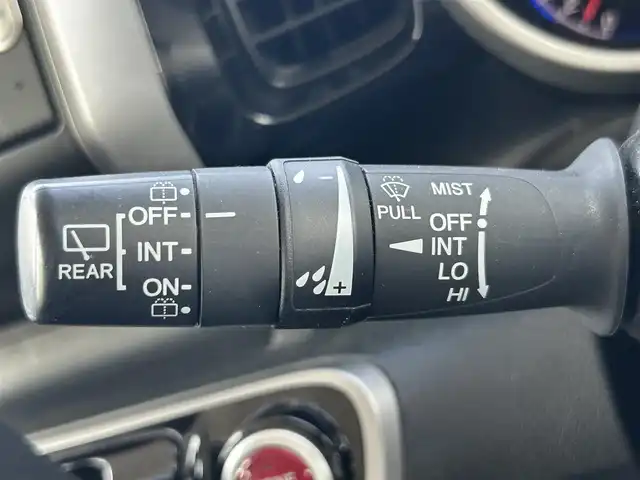 REAR
OFF
INT
ON
- 
+
PULL
MIST
OFF
INT
LO
HI